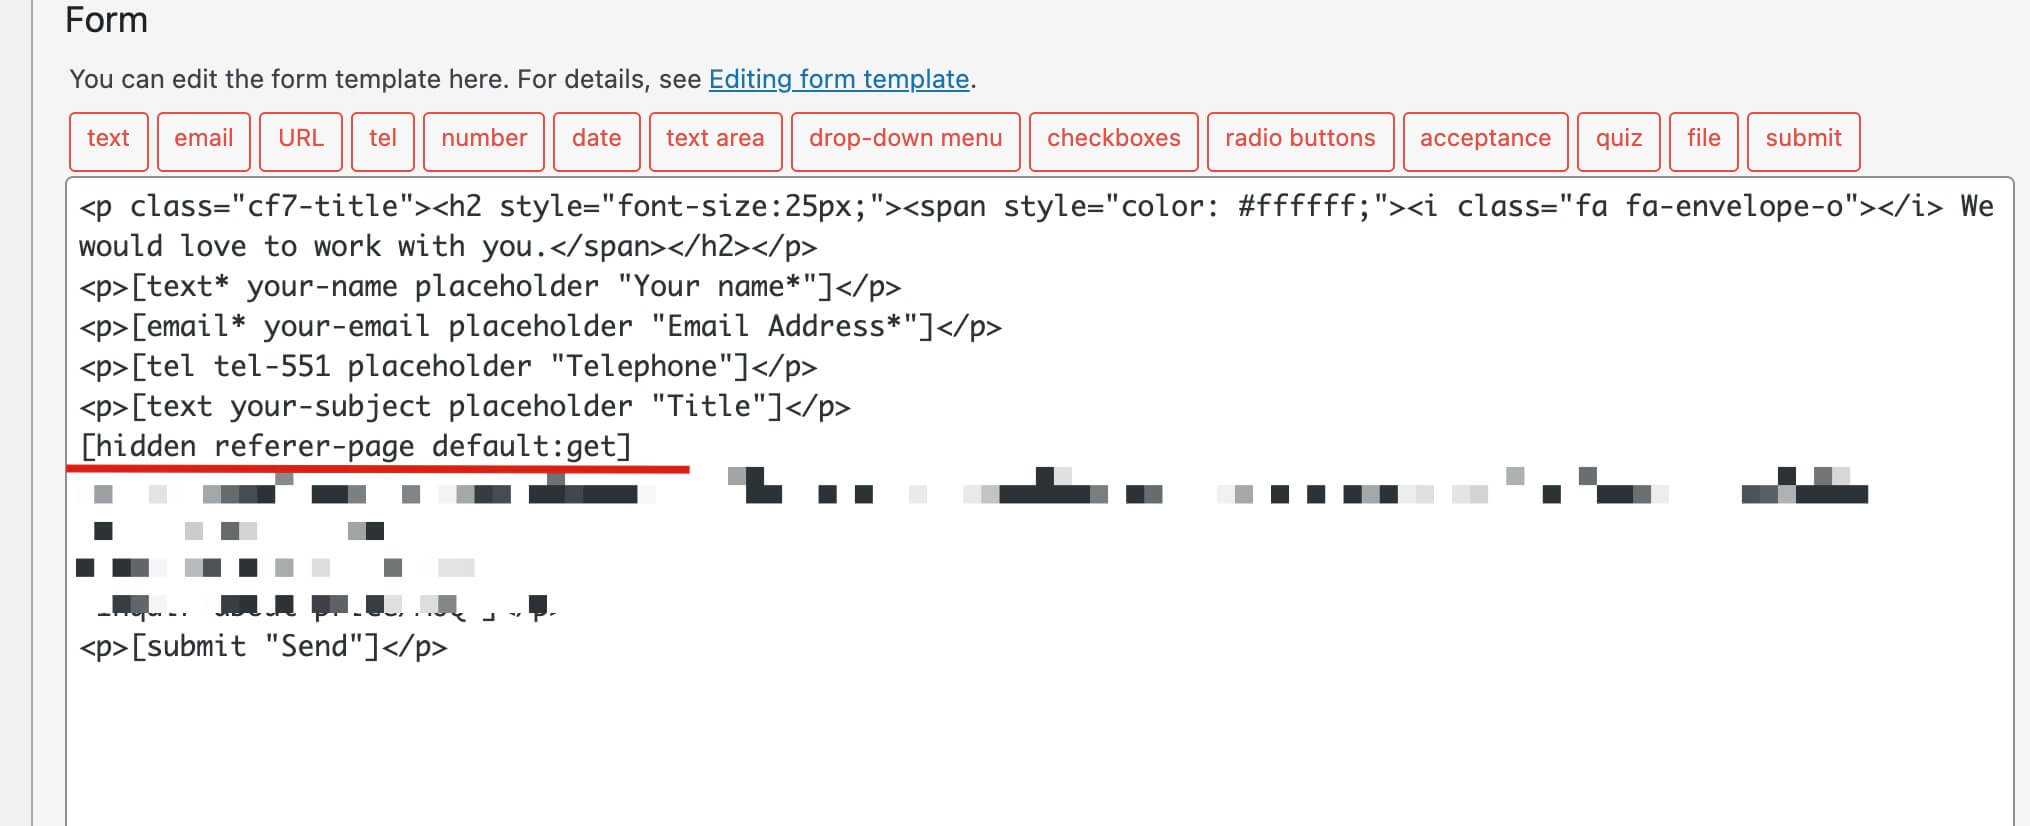 Form
You can edit the form template here. For details, see Editing form template.
text email URL tel number date text area drop-down menu checkboxes radio buttons acceptance quiz file submit
<p class="cf7-title"><h2 style="font-size:25px;"><span style="color: #ffffff;"><i class="fa fa-envelope-o"></i> We
would love to work with you.</span></h2></p>
<p>[text* your-name placeholder "Your name*"]</p>
<p>[email* your-email placeholder "Email Address*"]</p>
<p>[tel tel-551 placeholder "Telephone"]</p>
<p>[text your-subject placeholder "Title"]</p>
[hidden referer-page default:get]
<p>[submit "Send"]</p>